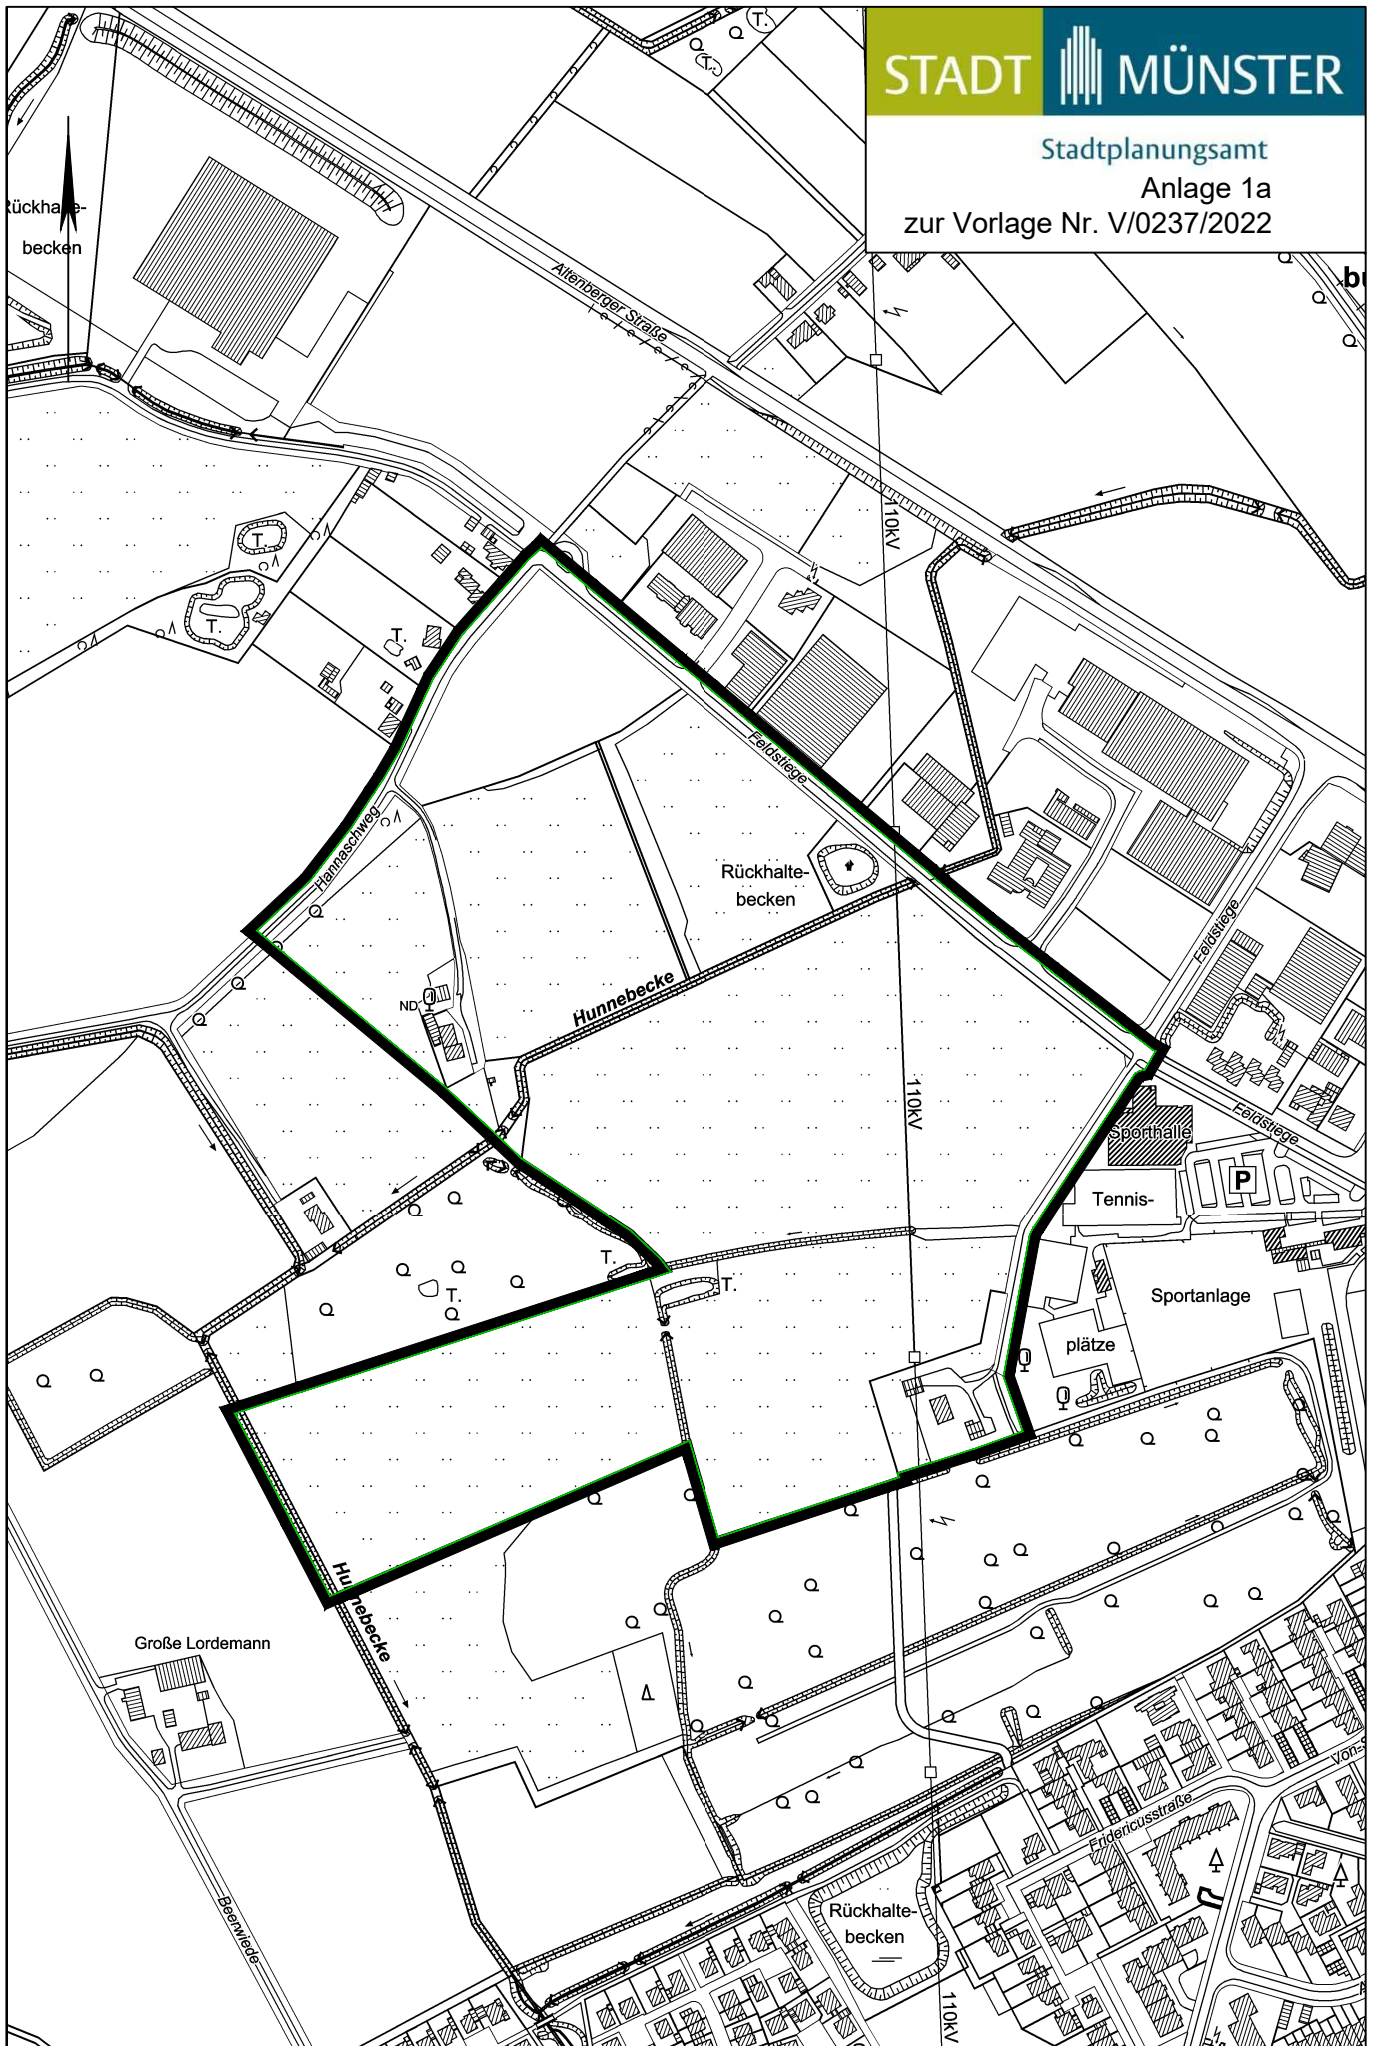 STADT MÜNSTER
Stadtplanungsamt
Anlage 1a
zur Vorlage Nr. V/0237/2022
T.
T.
becken
Altenberger Straße
110kV
T.
T.
T.
Feldstiege
Hannaschweg
Rückhalte-
becken
Feldstiege
ND
Hunnebecke
110kV
Feldstiege
Sporthalle
P
Tennis-
T.
T.
T.
Sportanlage
plätze
Hunnebecke
Große Lordemann
Fridericusstraße
Beerwiede
Rückhalte-
becken
110kV